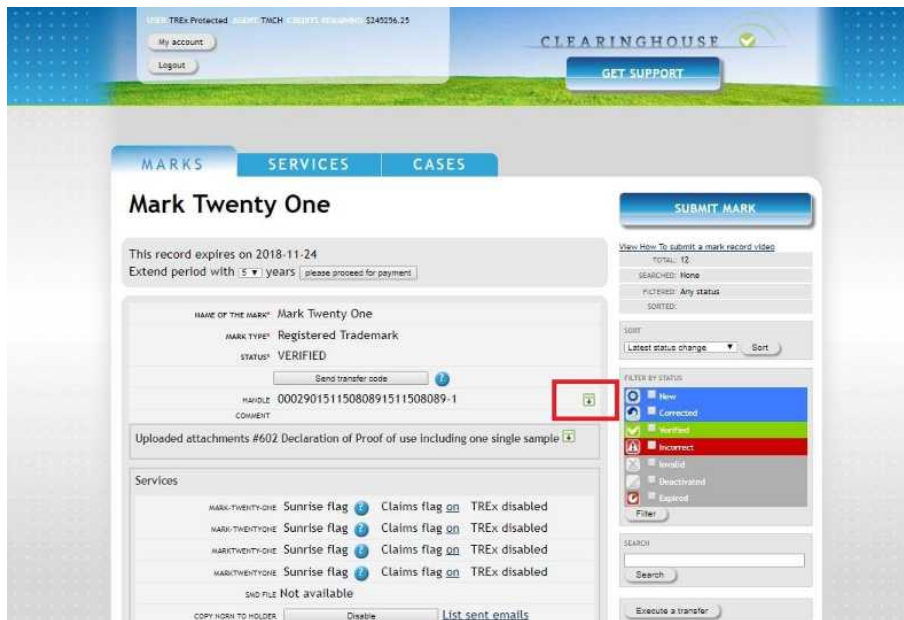 USER TREx Protected AGENT TMCH CREDITS REMAINING $245256.25
My account
Logout
CLEARINGHOUSE
GET SUPPORT
MARKS
SERVICES
CASES
Mark Twenty One
This record expires on 2018-11-24
Extend period with 5 years please proceed for payment
NAME OF THE MARK* Mark Twenty One
MARK TYPE* Registered Trademark
STATUS* VERIFIED
Send transfer code
HANDLE 00029015115080891511508089-1
COMMENT
Uploaded attachments #602 Declaration of Proof of use including one single sample
Services
MARK-TWENTY-ONE Sunrise flag Claims flag on TREx disabled
MARK-TWENTYONE Sunrise flag Claims flag on TREx disabled
MARKTWENTY-ONE Sunrise flag Claims flag on TREx disabled
MARKTWENTYONE Sunrise flag Claims flag on TREx disabled
SMD FILE Not available
COPY NORN TO HOLDER Disable List sent emails
SUBMIT MARK
View How To submit a mark record video
TOTAL: 12
SEARCHED: None
FILTERED: Any status
SORTED:
SORT
Latest status change Sort
FILTER BY STATUS
New
Corrected
Verified
Incorrect
Invalid
Deactivated
Expired
Filter
SEARCH
Search
Execute a transfer